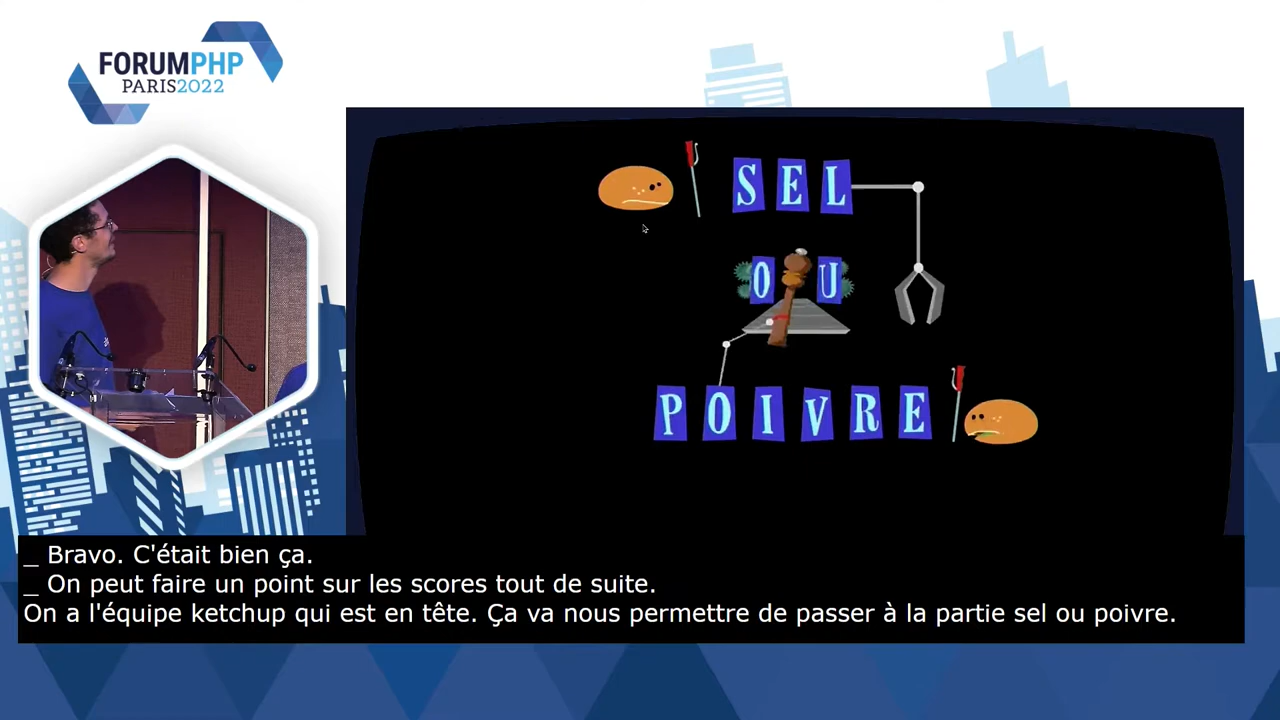 FORUMPHP
PARIS2022
SEL
OU
POIVRE
_ Bravo. C'était bien ça.
_ On peut faire un point sur les scores tout de suite.
On a l'équipe ketchup qui est en tête. Ça va nous permettre de passer à la partie sel ou poivre.